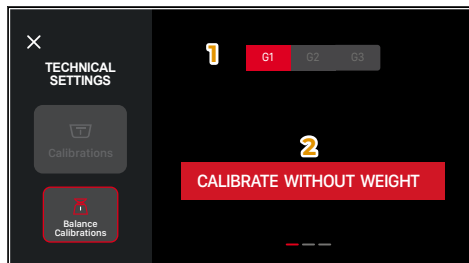 TECHNICAL
SETTINGS
1
G1 G2 G3
Calibrations
2
CALIBRATE WITHOUT WEIGHT
Balance
Calibrations